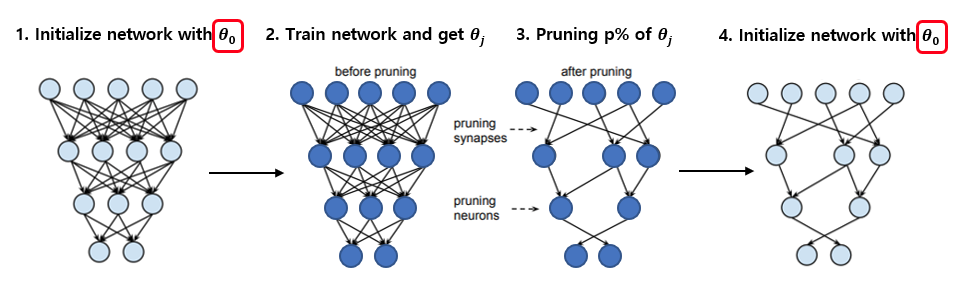 1. Initialize network with θ₀
2. Train network and get θⱼ
3. Pruning p% of θⱼ
4. Initialize network with θ₀
before pruning
after pruning
pruning
synapses
pruning
neurons